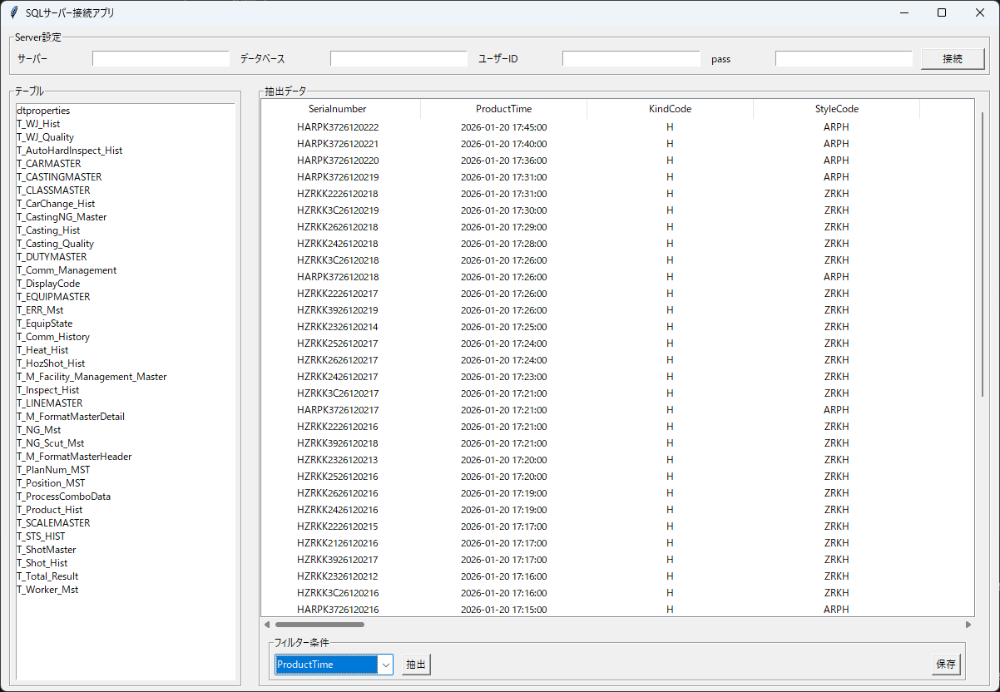 SQLサーバー接続アプリ
Server設定
サーバー データベース ユーザーID pass 接続
テーブル
dtproperties
T_WJ_Hist
T_WJ_Quality
T_AutoHardInspect_Hist
T_CARMASTER
T_CASTINGMASTER
T_CLASSMASTER
T_CarChange_Hist
T_CastingNG_Master
T_Casting_Hist
T_Casting_Quality
T_DUTYMASTER
T_Comm_Management
T_DisplayCode
T_EQUIPMASTER
T_ERR_Mst
T_EquipState
T_Comm_History
T_Heat_Hist
T_HozShot_Hist
T_M_Facility_Management_Master
T_Inspect_Hist
T_LINEMASTER
T_M_FormatMasterDetail
T_NG_Mst
T_NG_Scut_Mst
T_M_FormatMasterHeader
T_PlanNum_MST
T_Position_MST
T_ProcessComboData
T_Product_Hist
T_SCALEMASTER
T_STS_HIST
T_ShotMaster
T_Shot_Hist
T_Total_Result
T_Worker_Mst
抽出データ
Serialnumber ProductTime KindCode StyleCode
HARPK3726120222 2026-01-20 17:45:00 H ARPH
HARPK3726120221 2026-01-20 17:40:00 H ARPH
HARPK3726120220 2026-01-20 17:36:00 H ARPH
HARPK3726120219 2026-01-20 17:31:00 H ARPH
HZRKK2226120218 2026-01-20 17:31:00 H ZRKH
HZRKK3C26120219 2026-01-20 17:30:00 H ZRKH
HZRKK2626120218 2026-01-20 17:29:00 H ZRKH
HZRKK2426120218 2026-01-20 17:28:00 H ZRKH
HZRKK3C26120218 2026-01-20 17:26:00 H ZRKH
HARPK3726120218 2026-01-20 17:26:00 H ARPH
HZRKK2226120217 2026-01-20 17:26:00 H ZRKH
HZRKK3926120219 2026-01-20 17:26:00 H ZRKH
HZRKK2326120214 2026-01-20 17:25:00 H ZRKH
HZRKK2526120217 2026-01-20 17:24:00 H ZRKH
HZRKK2626120217 2026-01-20 17:24:00 H ZRKH
HZRKK2426120217 2026-01-20 17:23:00 H ZRKH
HZRKK3C26120217 2026-01-20 17:21:00 H ZRKH
HARPK3726120217 2026-01-20 17:21:00 H ARPH
HZRKK2226120216 2026-01-20 17:21:00 H ZRKH
HZRKK3926120218 2026-01-20 17:21:00 H ZRKH
HZRKK2326120213 2026-01-20 17:20:00 H ZRKH
HZRKK2526120216 2026-01-20 17:20:00 H ZRKH
HZRKK2626120216 2026-01-20 17:19:00 H ZRKH
HZRKK2426120216 2026-01-20 17:19:00 H ZRKH
HZRKK2226120215 2026-01-20 17:17:00 H ZRKH
HZRKK2126120216 2026-01-20 17:17:00 H ZRKH
HZRKK3926120217 2026-01-20 17:17:00 H ZRKH
HZRKK2326120212 2026-01-20 17:16:00 H ZRKH
HZRKK3C26120216 2026-01-20 17:16:00 H ZRKH
HARPK3726120216 2026-01-20 17:15:00 H ARPH
フィルター条件
ProductTime 抽出 保存